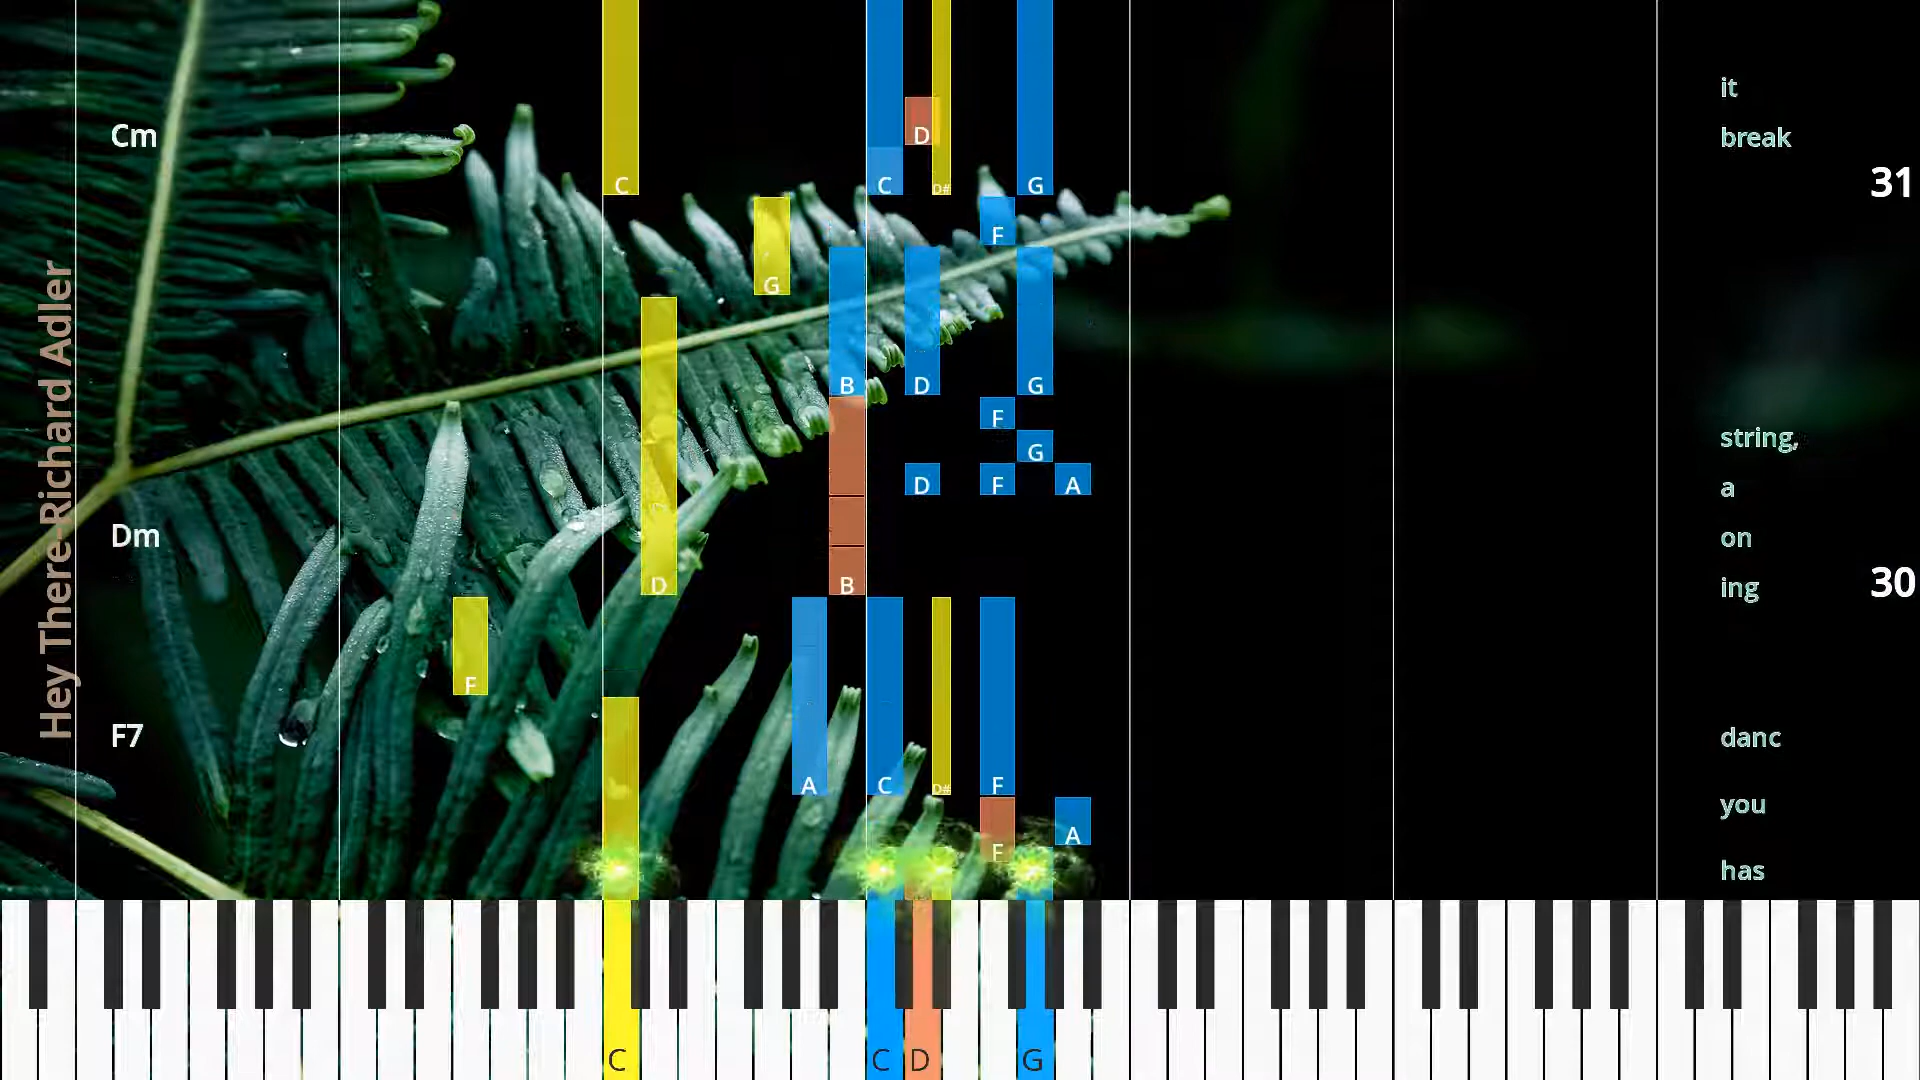 Hey There-Richard Adler
it
Cm
D
break
C
C
D#
G
31
F
G
B
D
G
F
string,
G
D
F
A
a
D
Dm
on
D
B
ing
30
F
F7
danc
A
C
D#
F
you
A
F
has
C
C
D
G